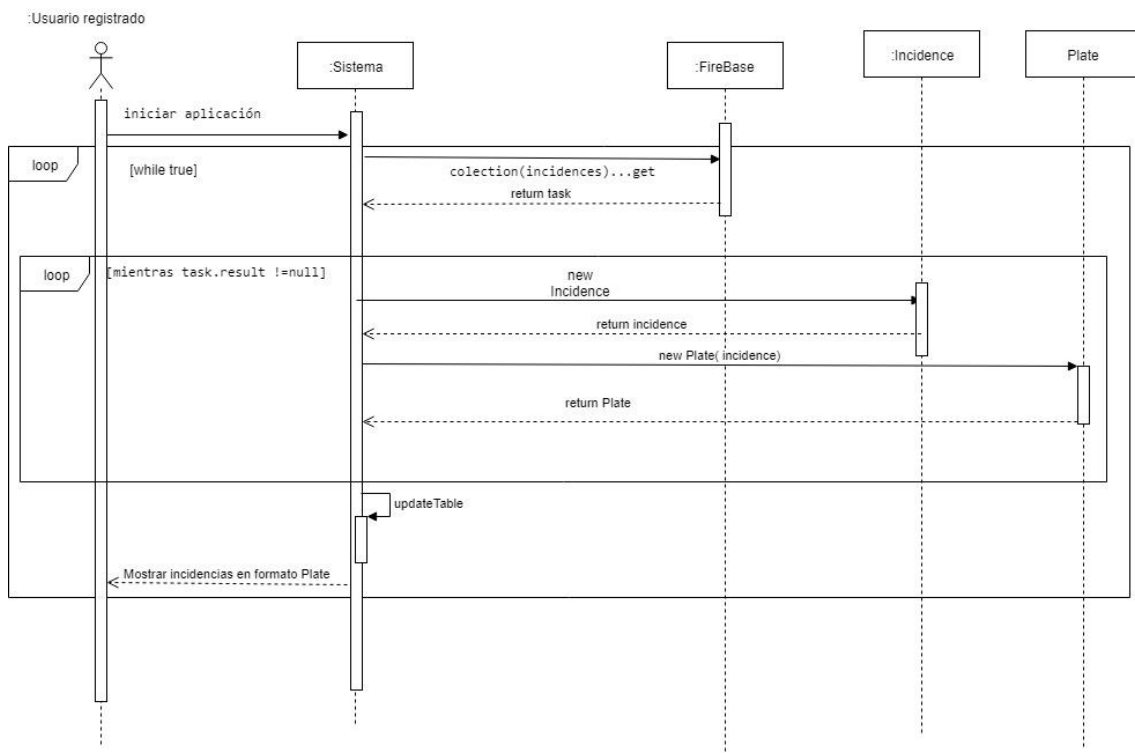 :Usuario registrado
:Sistema
:FireBase
:Incidence
Plate
iniciar aplicación
loop
[while true]
colection(incidences)...get
return task
loop
[mientras task.result !=null]
new
Incidence
return incidence
new Plate( incidence)
return Plate
updateTable
Mostrar incidencias en formato Plate